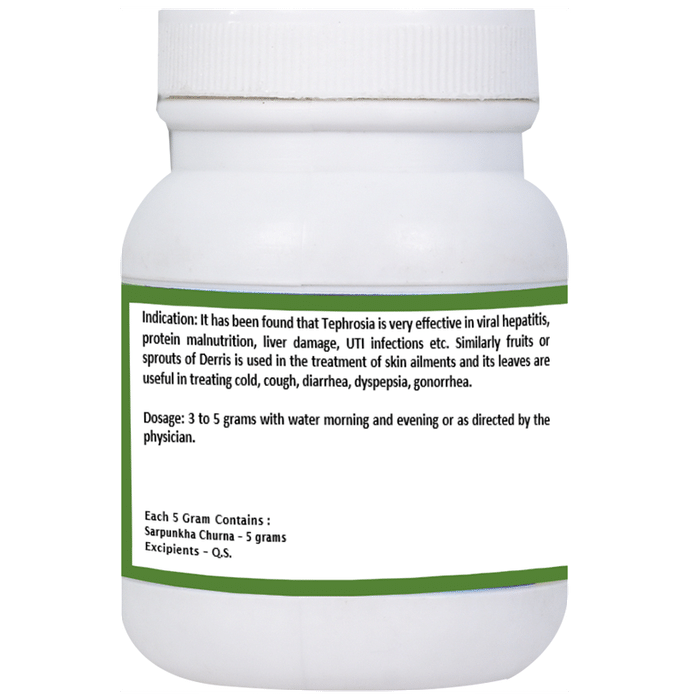 Indication: It has been found that Tephrosia is very effective in viral hepatitis,
protein malnutrition, liver damage, UTI infections etc. Similarly fruits or
sprouts of Derris is used in the treatment of skin ailments and its leaves are
useful in treating cold, cough, diarrhea, dyspepsia, gonorrhea.
Dosage: 3 to 5 grams with water morning and evening or as directed by the
physician.
Each 5 Gram Contains :
Sarpunkha Churna - 5 grams
Excipients - Q.S.